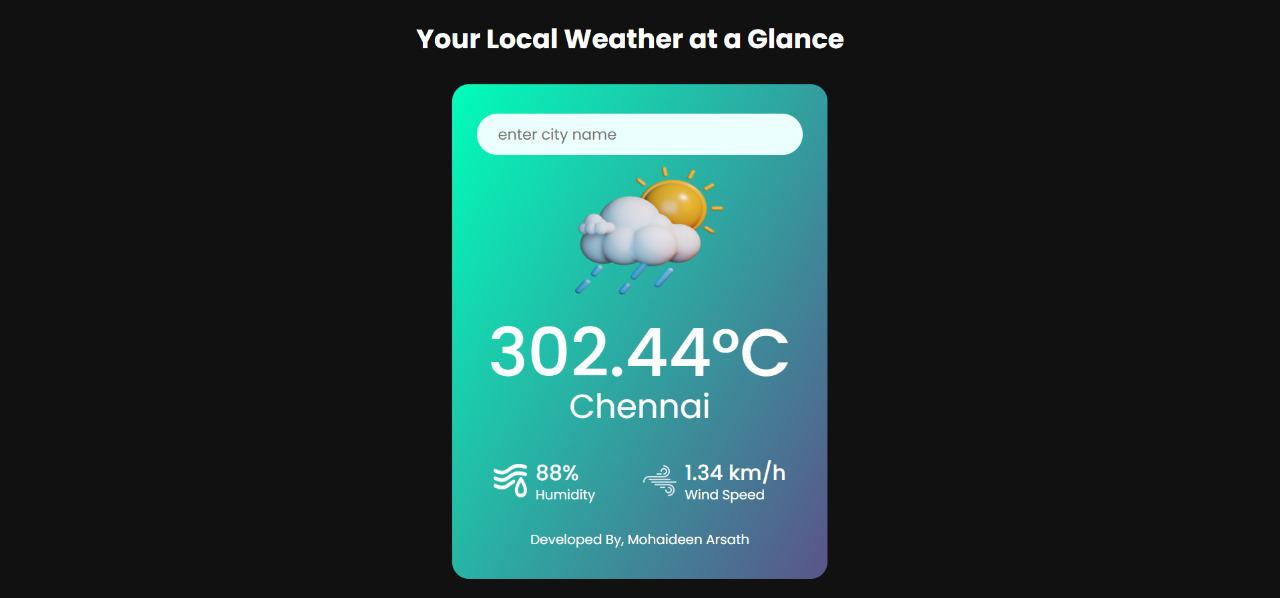 Your Local Weather at a Glance
enter city name
302.44°C
Chennai
88%
Humidity
1.34 km/h
Wind Speed
Developed By, Mohaideen Arsath